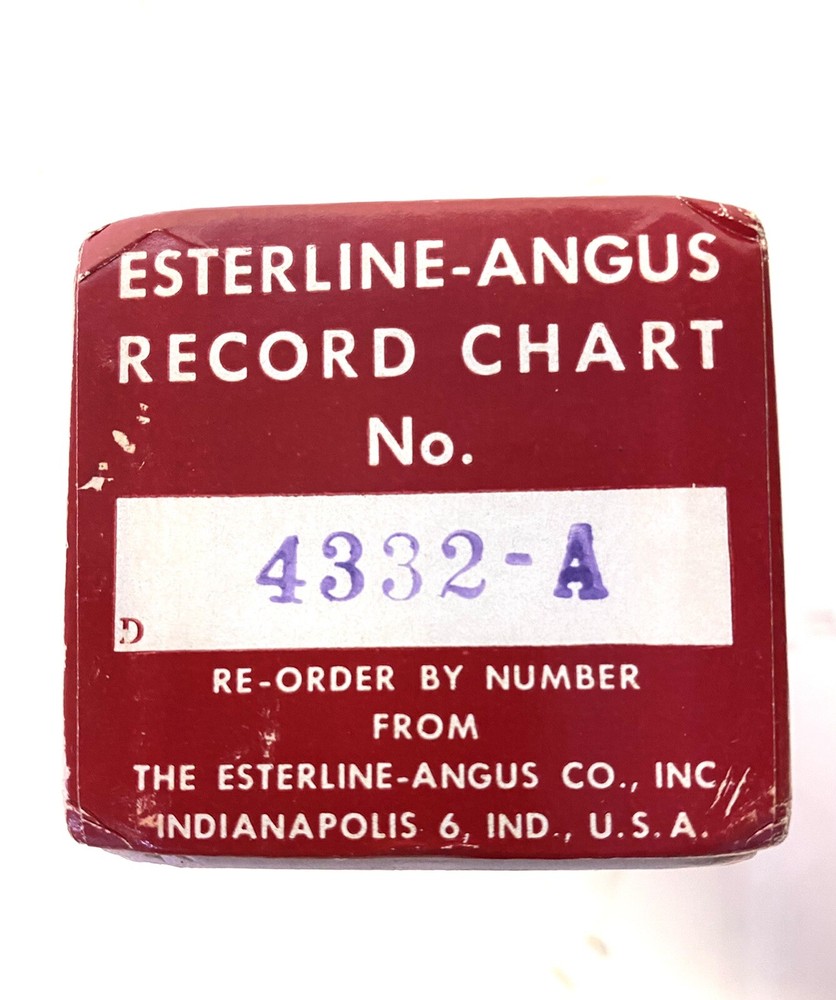 ESTERLINE-ANGUS
RECORD CHART
No.
4332-A
D
RE-ORDER BY NUMBER
FROM
THE ESTERLINE-ANGUS CO., INC
INDIANAPOLIS 6, IND., U.S.A.